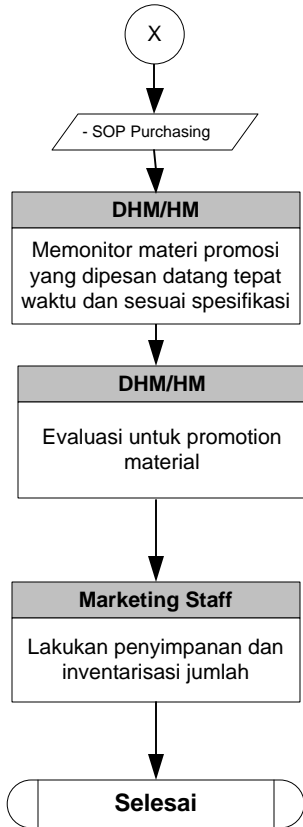 X
- SOP Purchasing
DHM/HM
Memonitor materi promosi
yang dipesan datang tepat
waktu dan sesuai spesifikasi
DHM/HM
Evaluasi untuk promotion
material
Marketing Staff
Lakukan penyimpanan dan
inventarisasi jumlah
Selesai